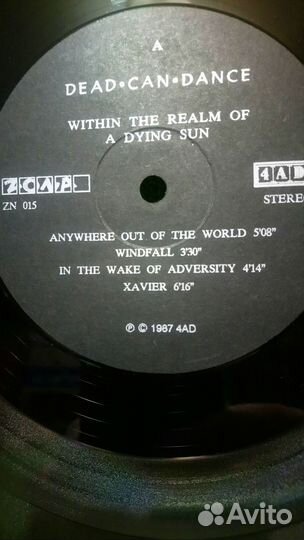 A
DEAD•CAN•DANCE
WITHIN THE REALM OF
A DYING SUN
ZN 015
4AD
STEREO
ANYWHERE OUT OF THE WORLD 5'08"
WINDFALL 3'30"
IN THE WAKE OF ADVERSITY 4'14"
XAVIER 6'16"
℗ © 1987 4AD
Avito